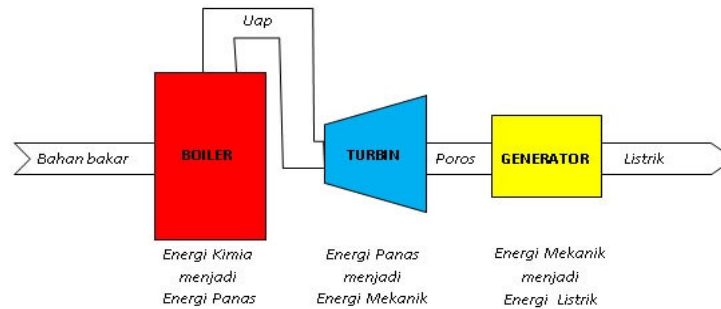 Uap
Bahan bakar
BOILER
TURBIN
Poros
GENERATOR
Listrik
Energi Kimia
menjadi
Energi Panas
Energi Panas
menjadi
Energi Mekanik
Energi Mekanik
menjadi
Energi Listrik